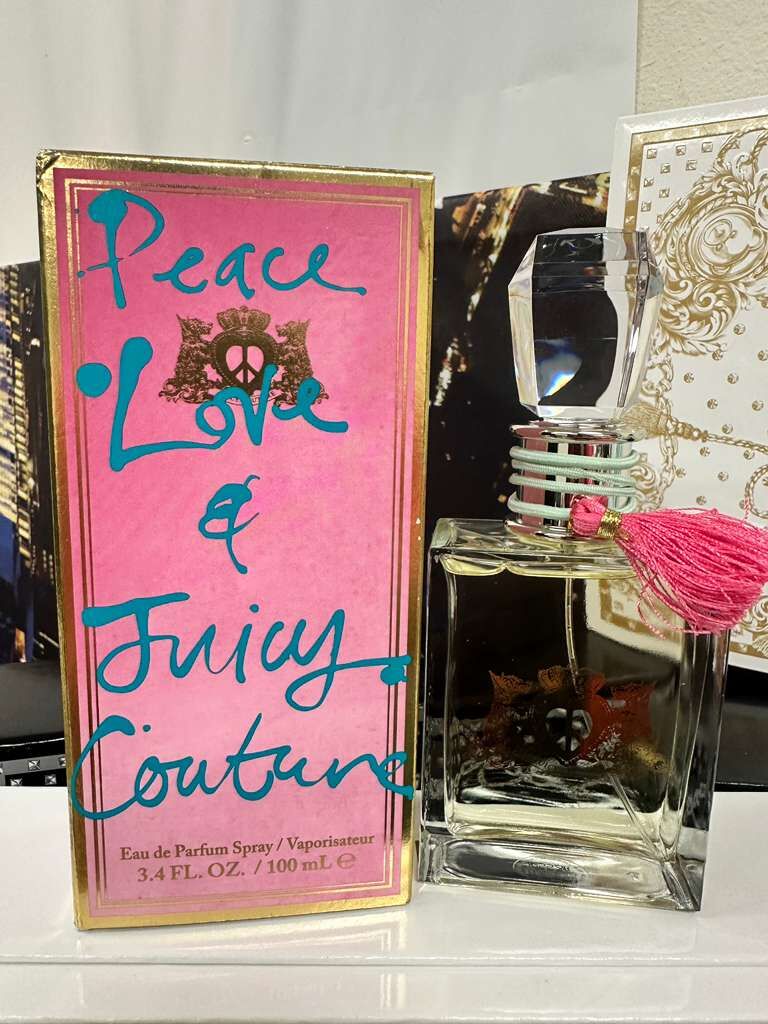 Peace
Love
&
Juicy
Couture
Eau de Parfum Spray / Vaporisateur
3.4 FL. OZ. / 100 mL ℮